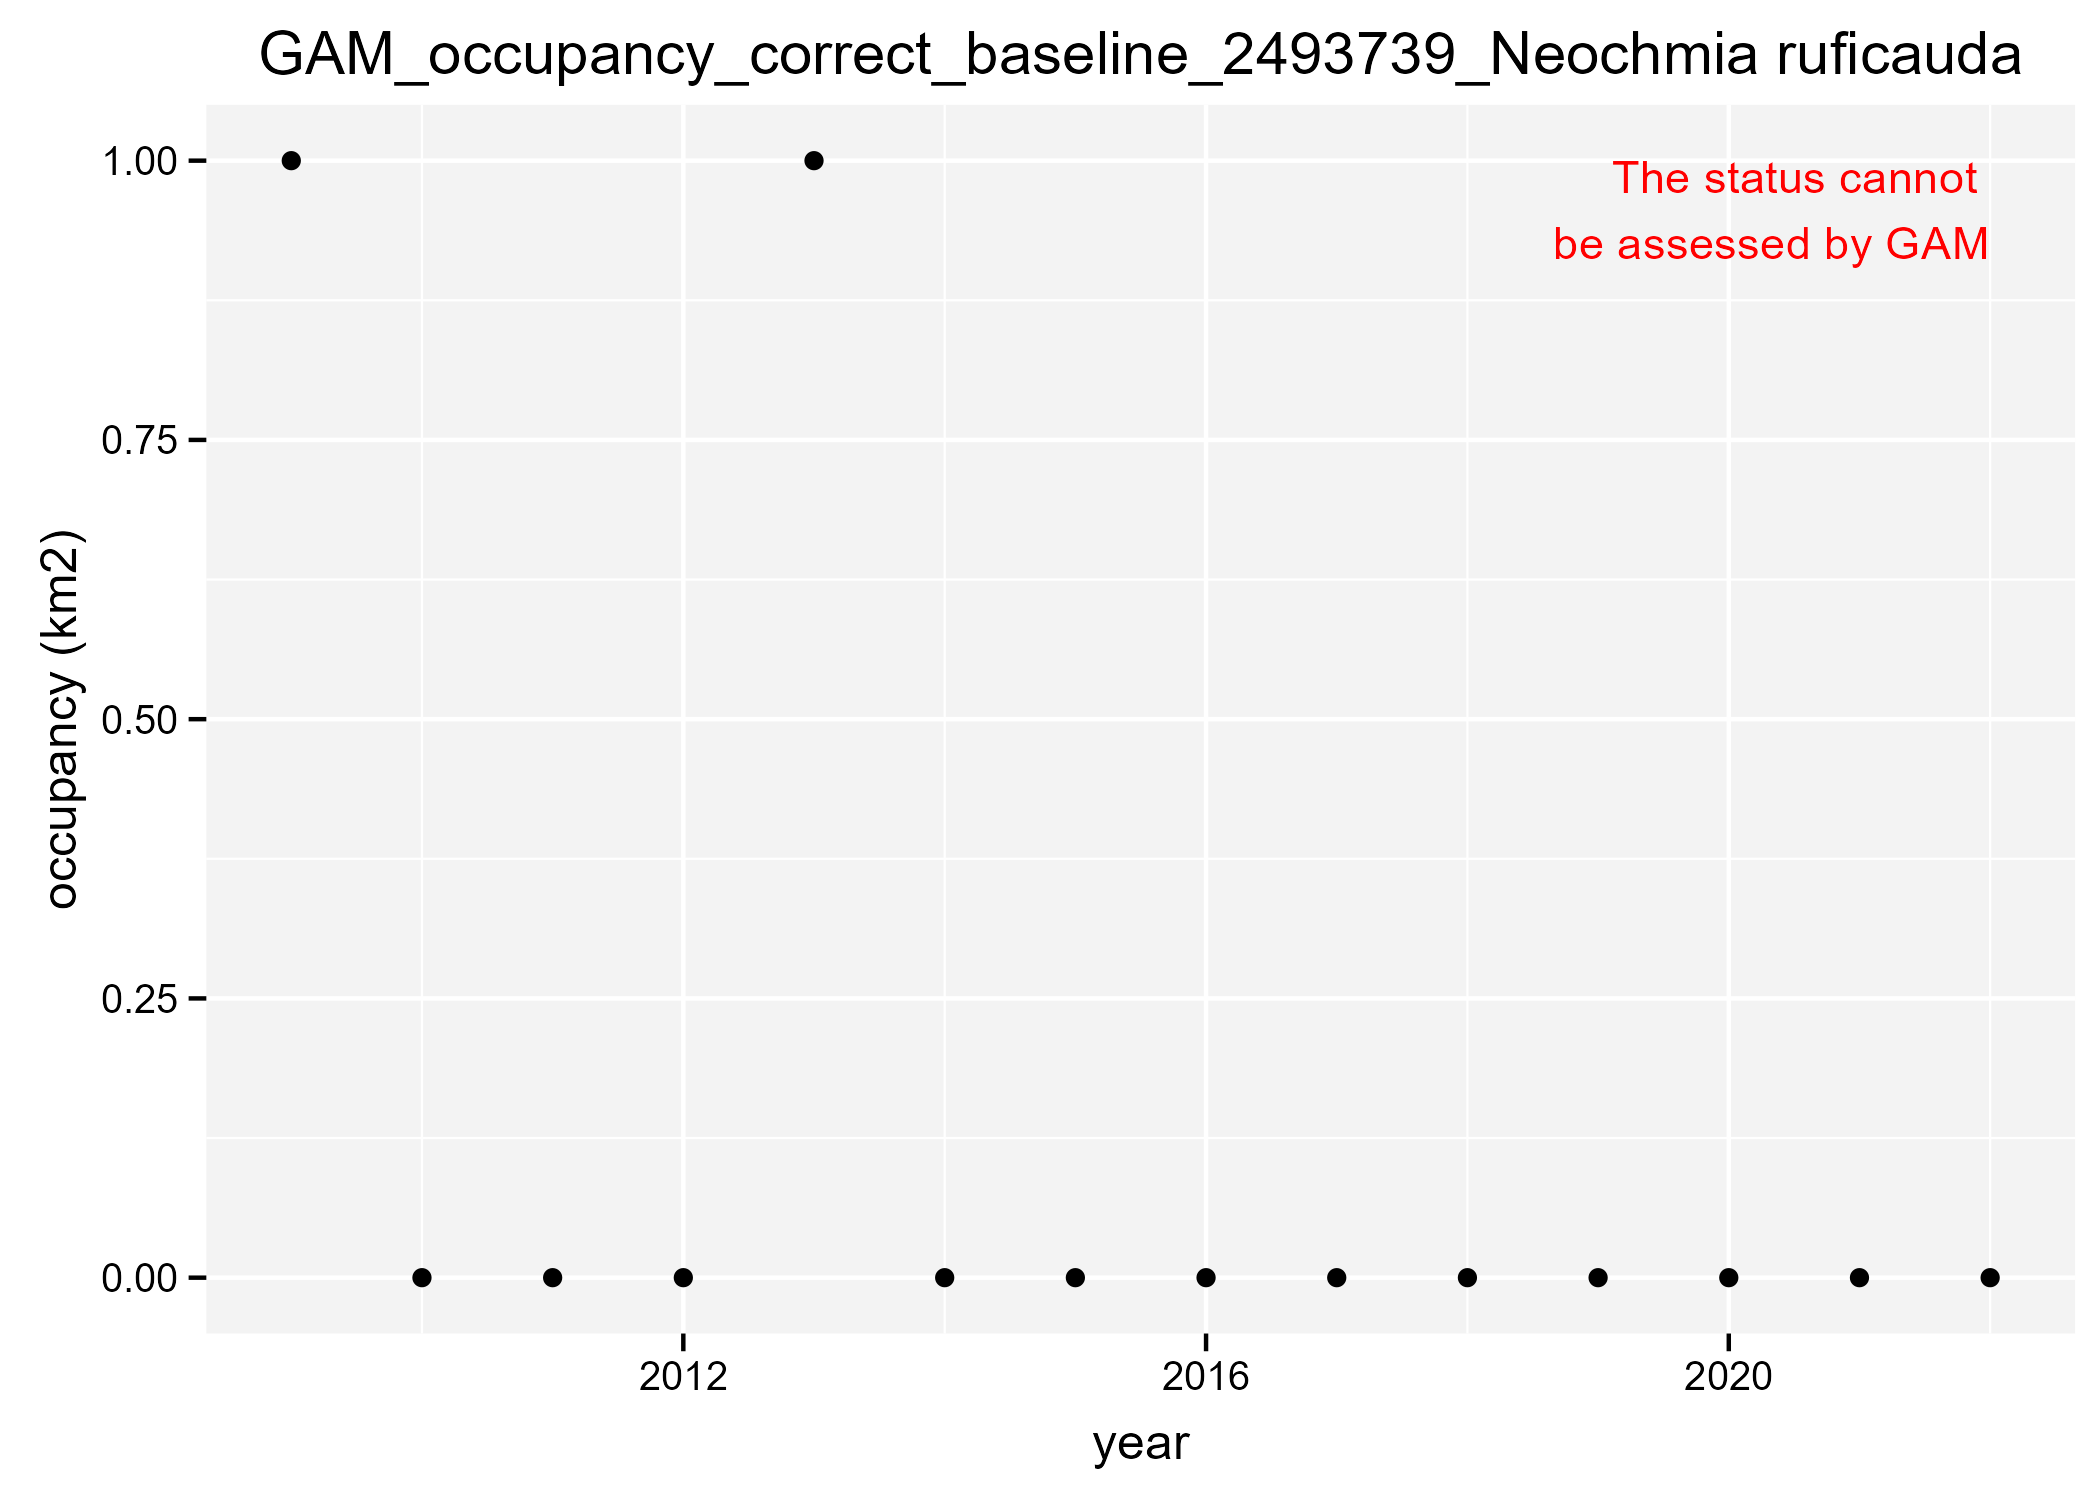 GAM_occupancy_correct_baseline_2493739_Neochmia ruficauda
The status cannot
be assessed by GAM
1.00
0.75
0.50
0.25
0.00
occupancy (km2)
2012
2016
2020
year